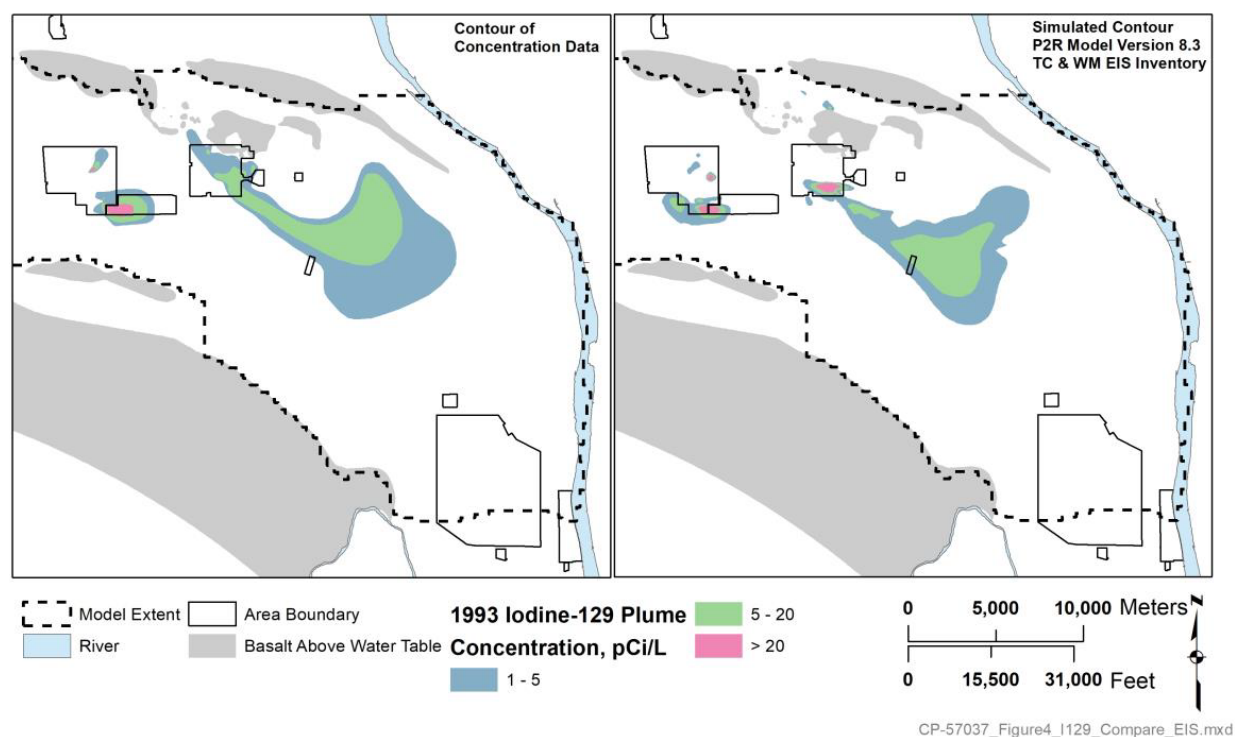 Contour of
Concentration Data
Simulated Contour
P2R Model Version 8.3
TC & WM EIS Inventory
Model Extent
Area Boundary
River
Basalt Above Water Table
1993 Iodine-129 Plume
Concentration, pCi/L
1 - 5
5 - 20
> 20
0 5,000 10,000 Meters
0 15,500 31,000 Feet
N
CP-57037_Figure4_I129_Compare_EIS.mxd